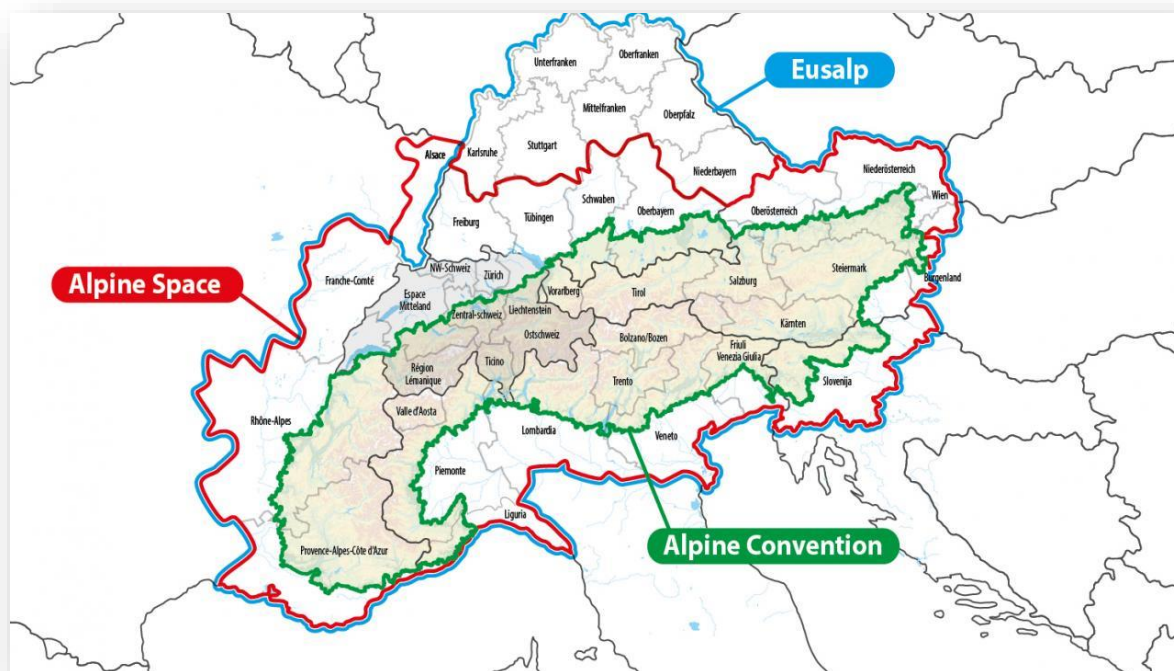 Unterfranken
Oberfranken
Eusalp
Mittelfranken
Oberpfalz
Alsace
Karlsruhe
Stuttgart
Niederbayern
Niederösterreich
Schwaben
Wien
Freiburg
Tübingen
Oberbayern
Oberösterreich
Alpine Space
Franche-Comté
NW-Schweiz
Zürich
Steiermark
Burgenland
Espace
Mitteland
Vorarlberg
Tirol
Salzburg
Zentral-schweiz
Liechtenstein
Ostschweiz
Bolzano/Bozen
Kärnten
Région
Lémanique
Ticino
Friuli
Venezia Giulia
Trento
Slovenija
Rhône-Alpes
Valle d'Aosta
Lombardia
Veneto
Piemonte
Liguria
Alpine Convention
Provence-Alpes-Côte d'Azur